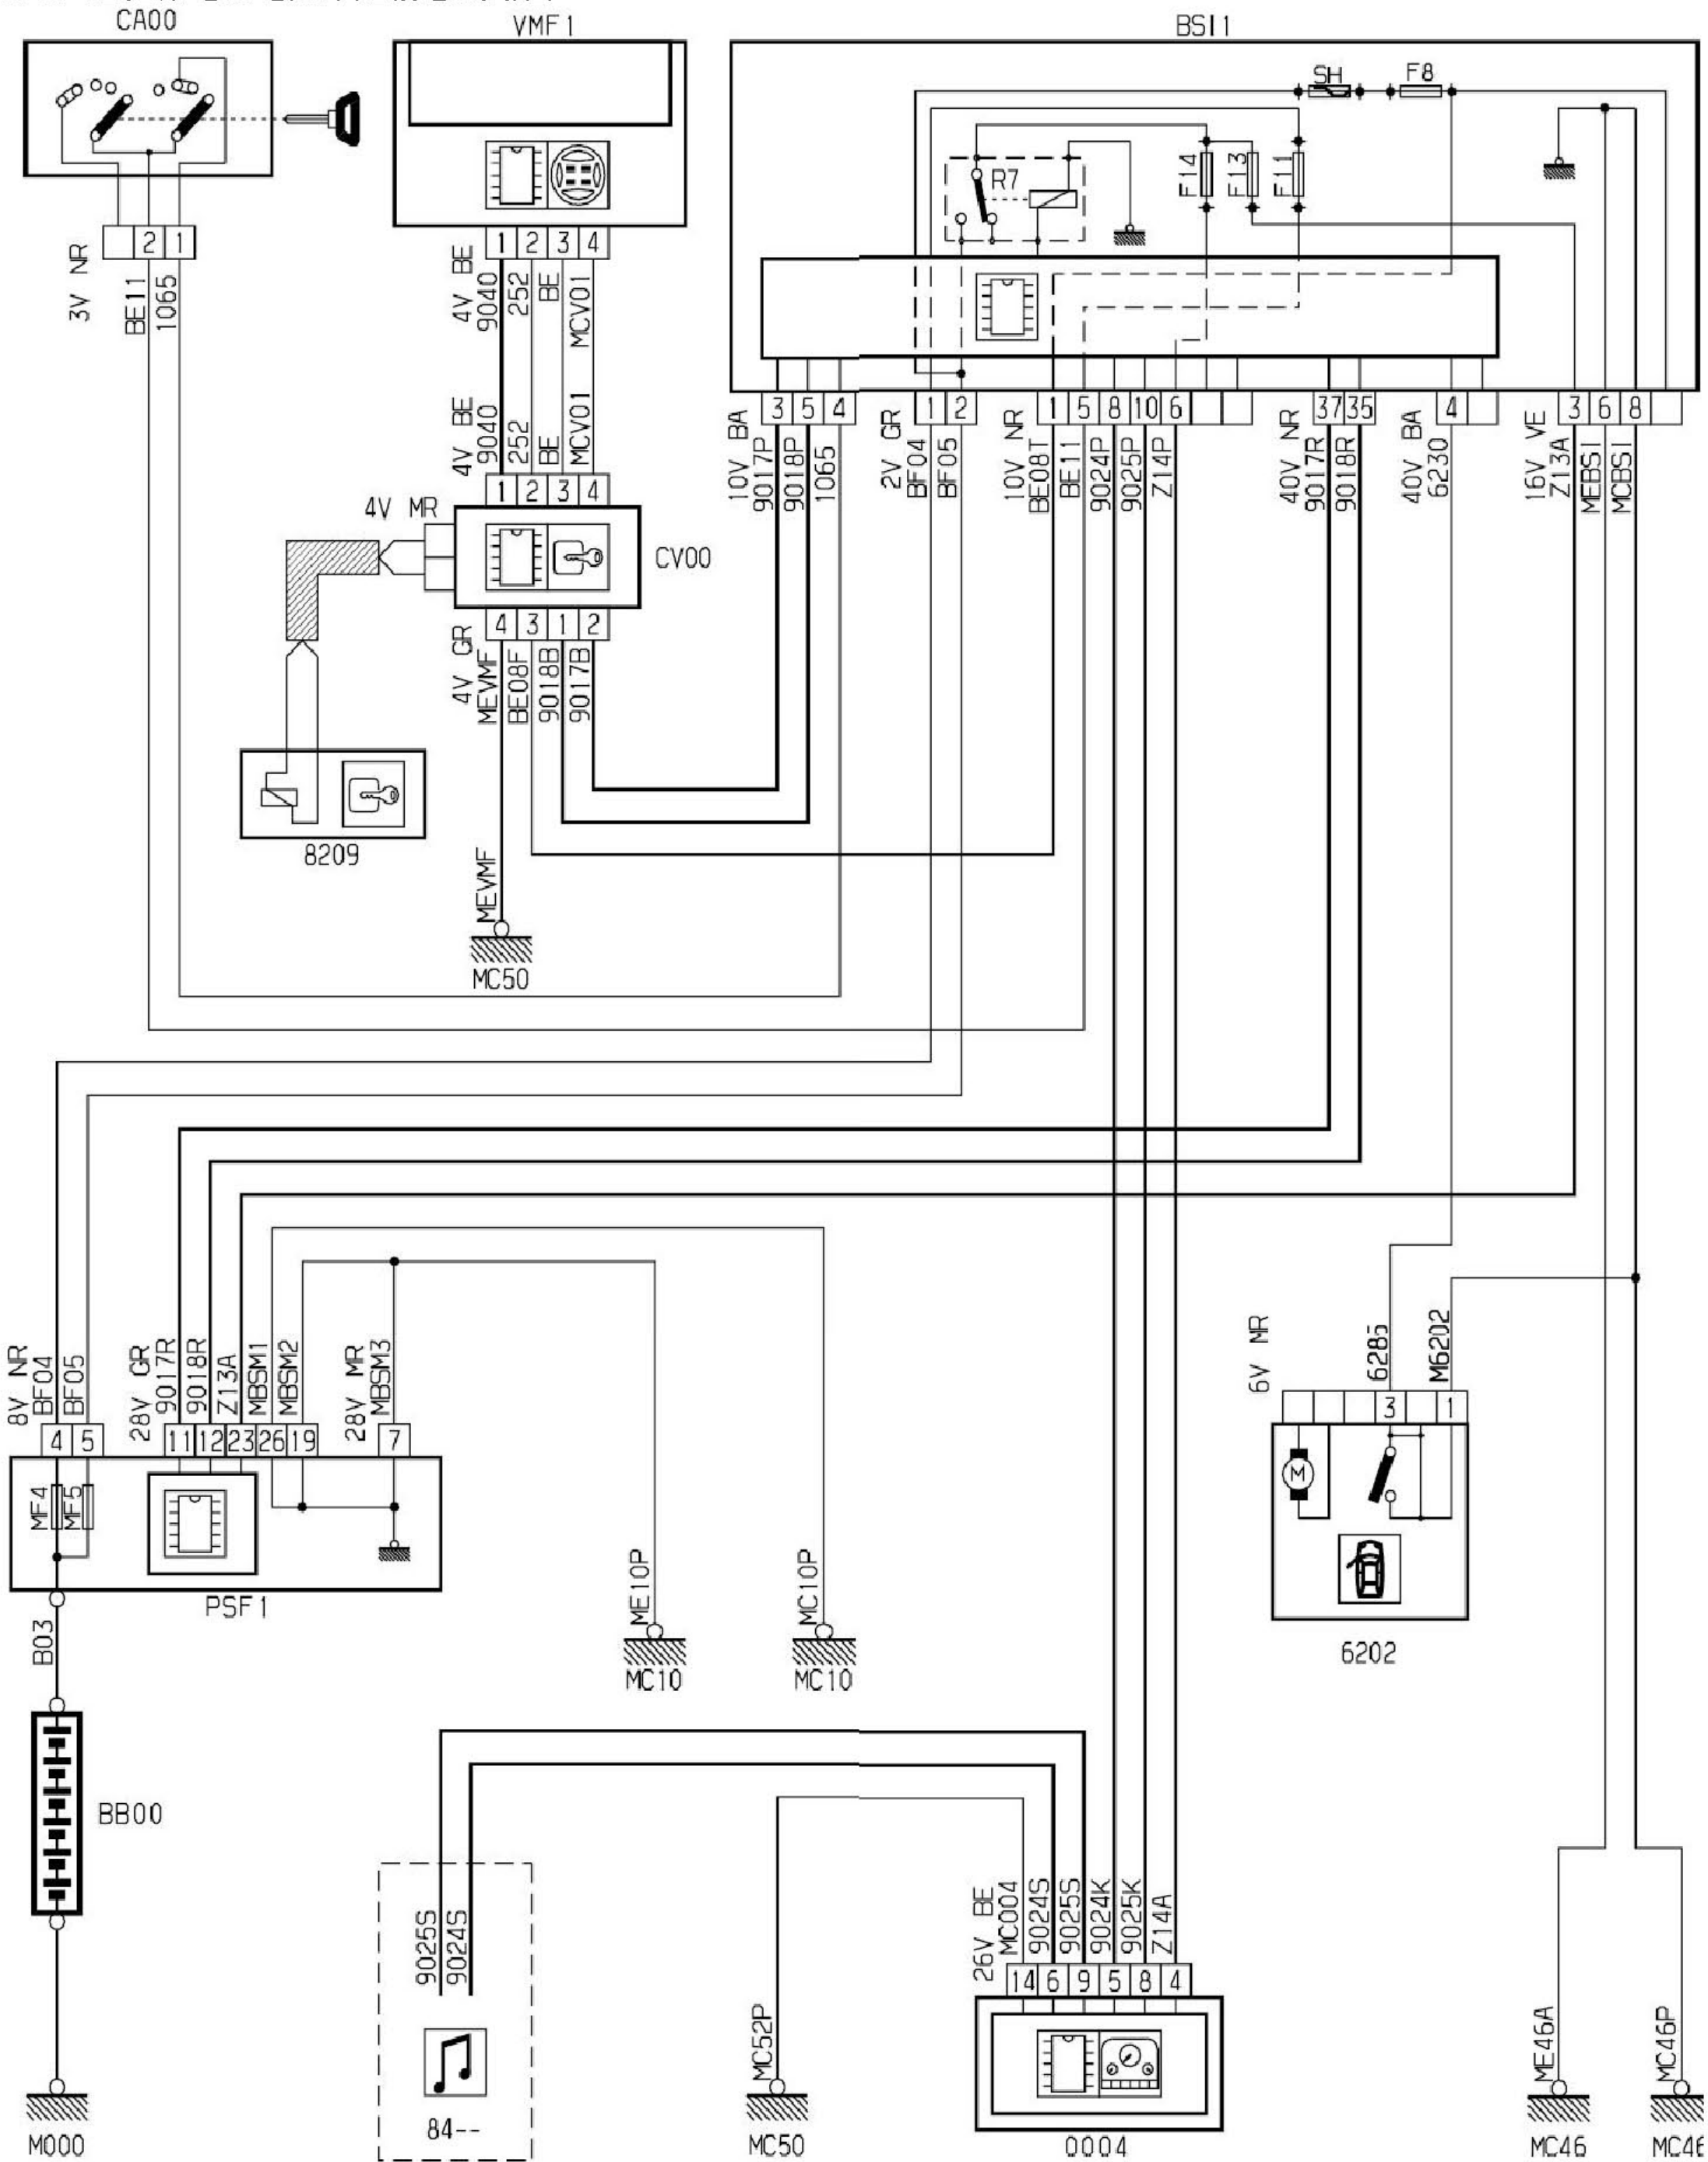 CA00
VMF1
BSI1
SH
F8
R7
F14
F13
F11
2 1
3V NR
BE11
1065
1 2 3 4
4V BE
9040
252
BE
MCV01
4V BE
9040
252
BE
MCV01
1 2 3 4
4V MR
CV00
4 3 1 2
4V GR
MEVMF
BE08F
9018B
9017B
8209
MEVMF
MC50
3 5 4
10V BA
9017P
9018P
1065
1 2
2V GR
BF04
BF05
1 5 8 10 6
10V NR
BE08T
BE11
9024P
9025P
Z14P
37 35
40V NR
9017R
9018R
4
40V BA
6230
3 6 8
16V VE
Z13A
MEBSI
MCBSI
8V NR
BF04
BF05
28V GR
9017R
9018R
Z13A
MBSM1
MBSM2
28V MR
MBSM3
4 5
11 12 23 26 19
7
MF4
MF5
PSF1
B03
BB00
M000
ME10P
MC10
MC10P
MC10
6V NR
6285
M6202
3 1
M
6202
9025S
9024S
84--
MC52P
MC50
26V BE
MC004
9024S
9025S
9024K
9025K
Z14A
14 6 9 5 8 4
0004
ME46A
MC46
MC46P